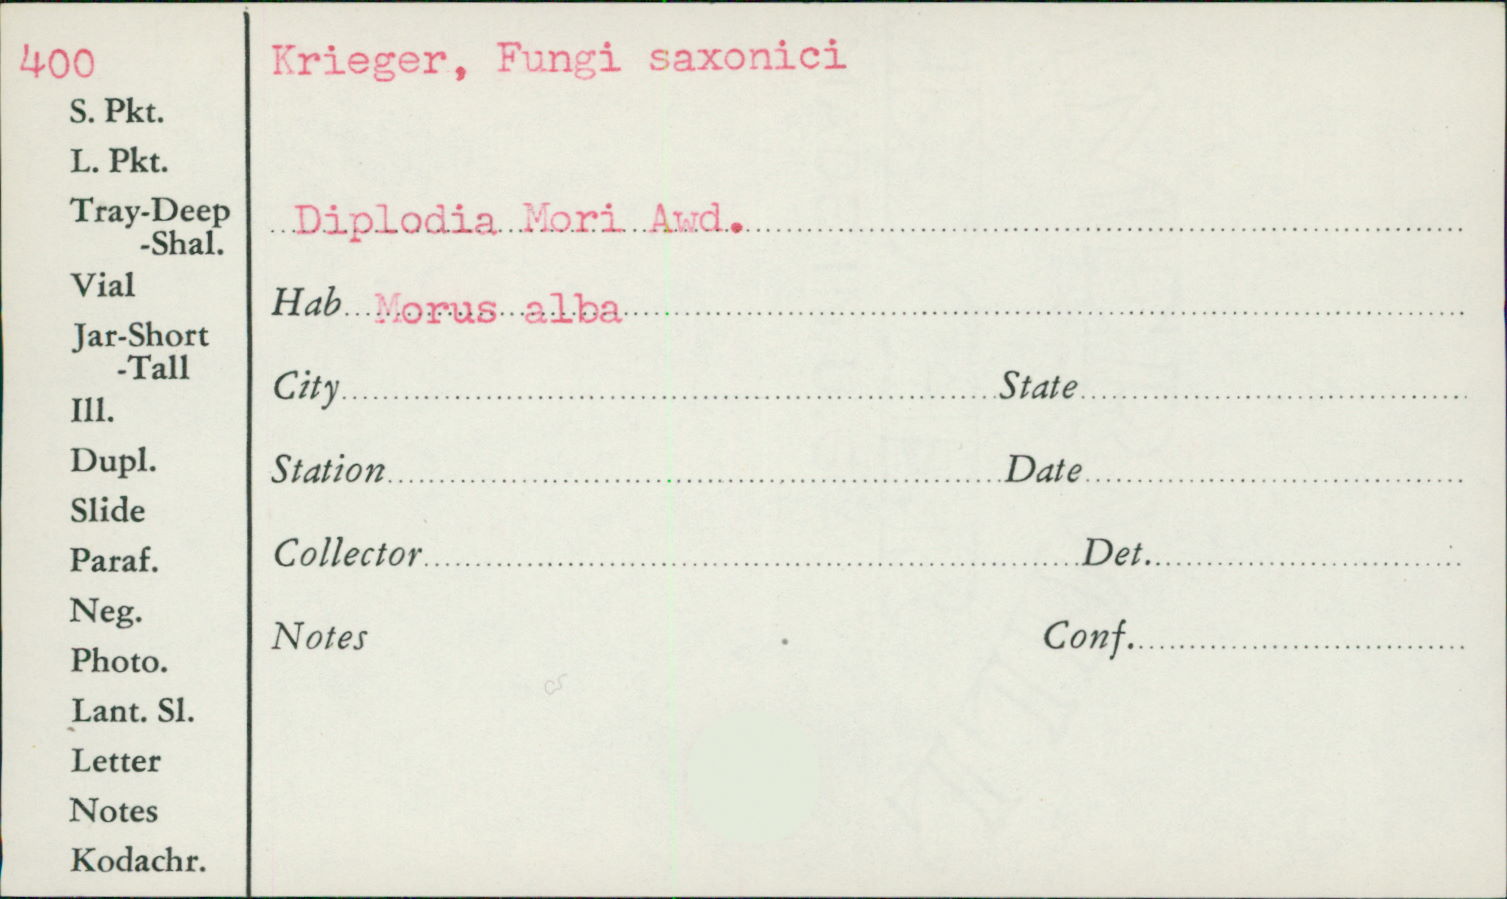 400
S. Pkt.
L. Pkt.
Tray-Deep
-Shal.
Vial
Jar-Short
-Tall
Ill.
Dupl.
Slide
Paraf.
Neg.
Photo.
Lant. Sl.
Letter
Notes
Kodachr.
Krieger, Fungi saxonici
Diplodia Mori Awd.
Hab Morus alba
City State
Station Date
Collector Det.
Notes Conf.